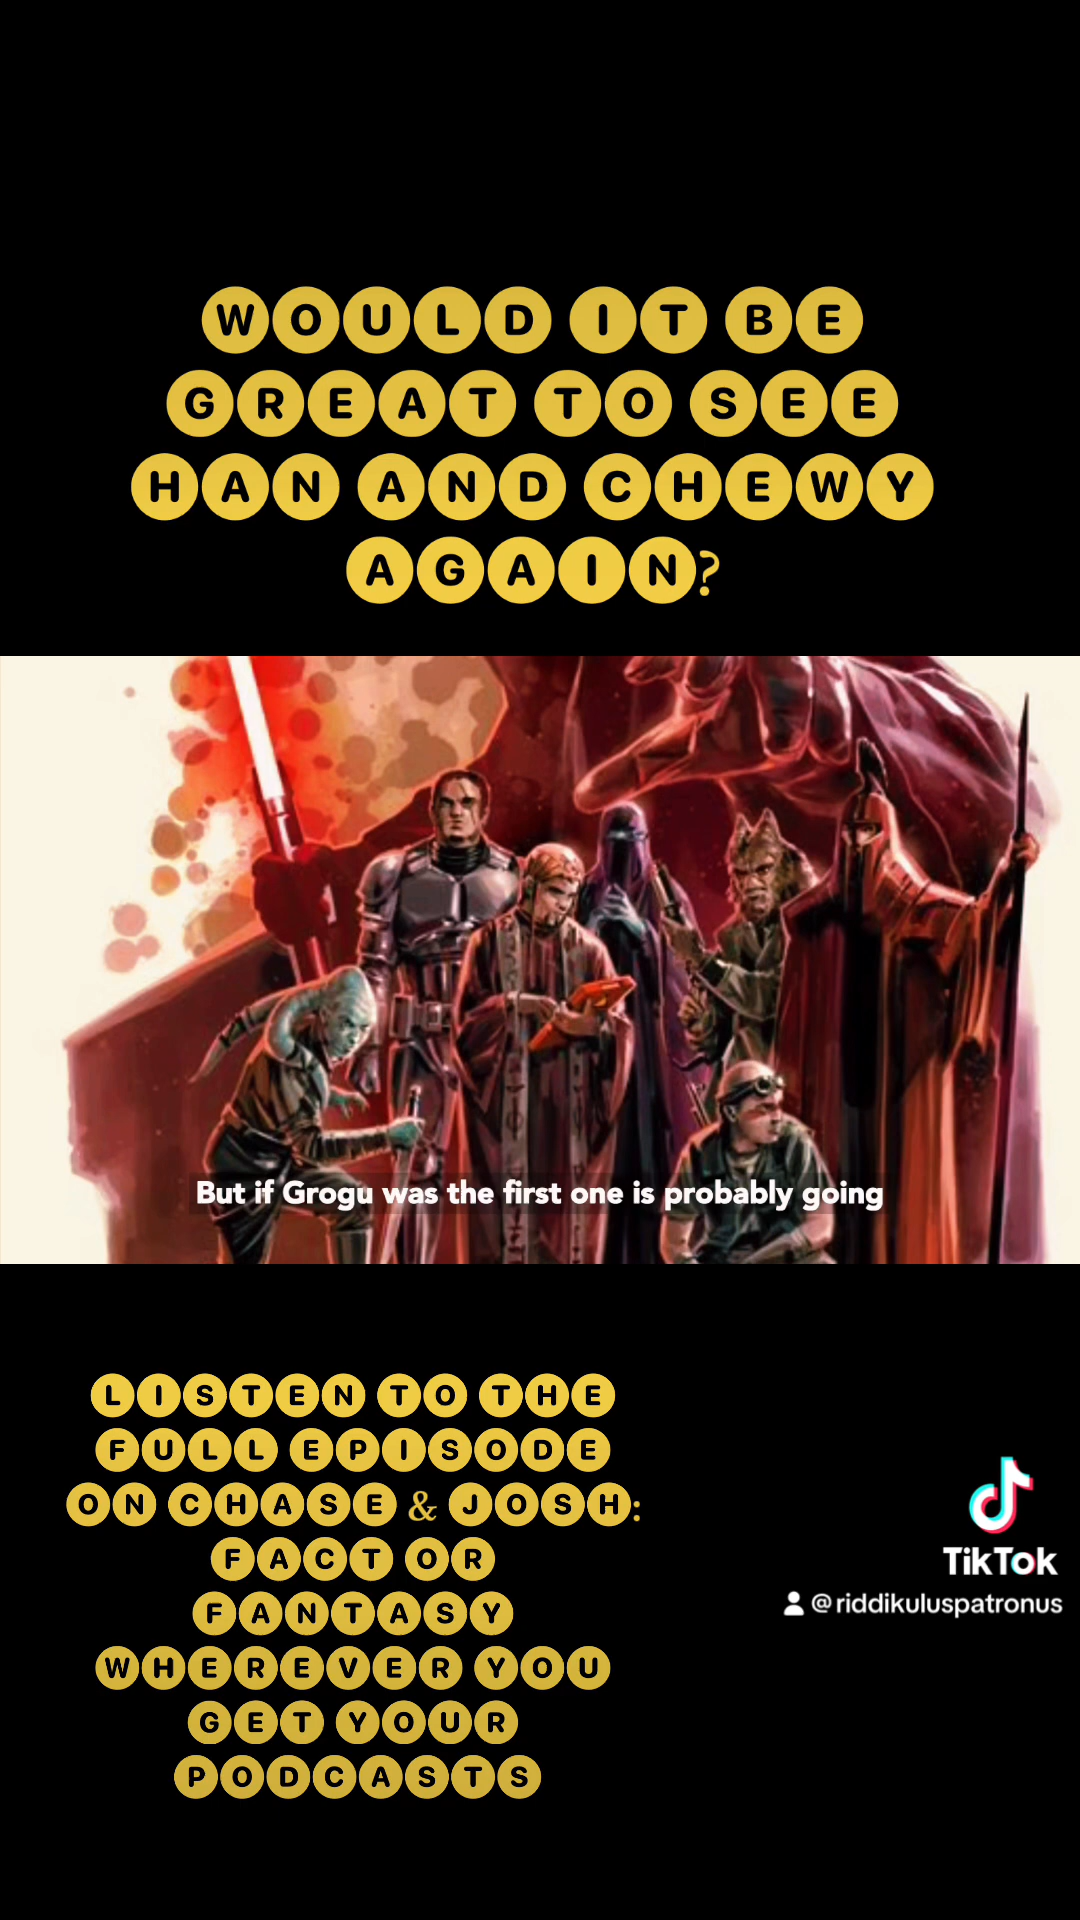 WOULD IT BE
GREAT TO SEE
HAN AND CHEWY
AGAIN?
But if Grogu was the first one is probably going
LISTEN TO THE
FULL EPISODE
ON CHASE & JOSH:
FACT OR
FANTASY
WHEREVER YOU
GET YOUR
PODCASTS
TikTok
@riddikuluspatronus